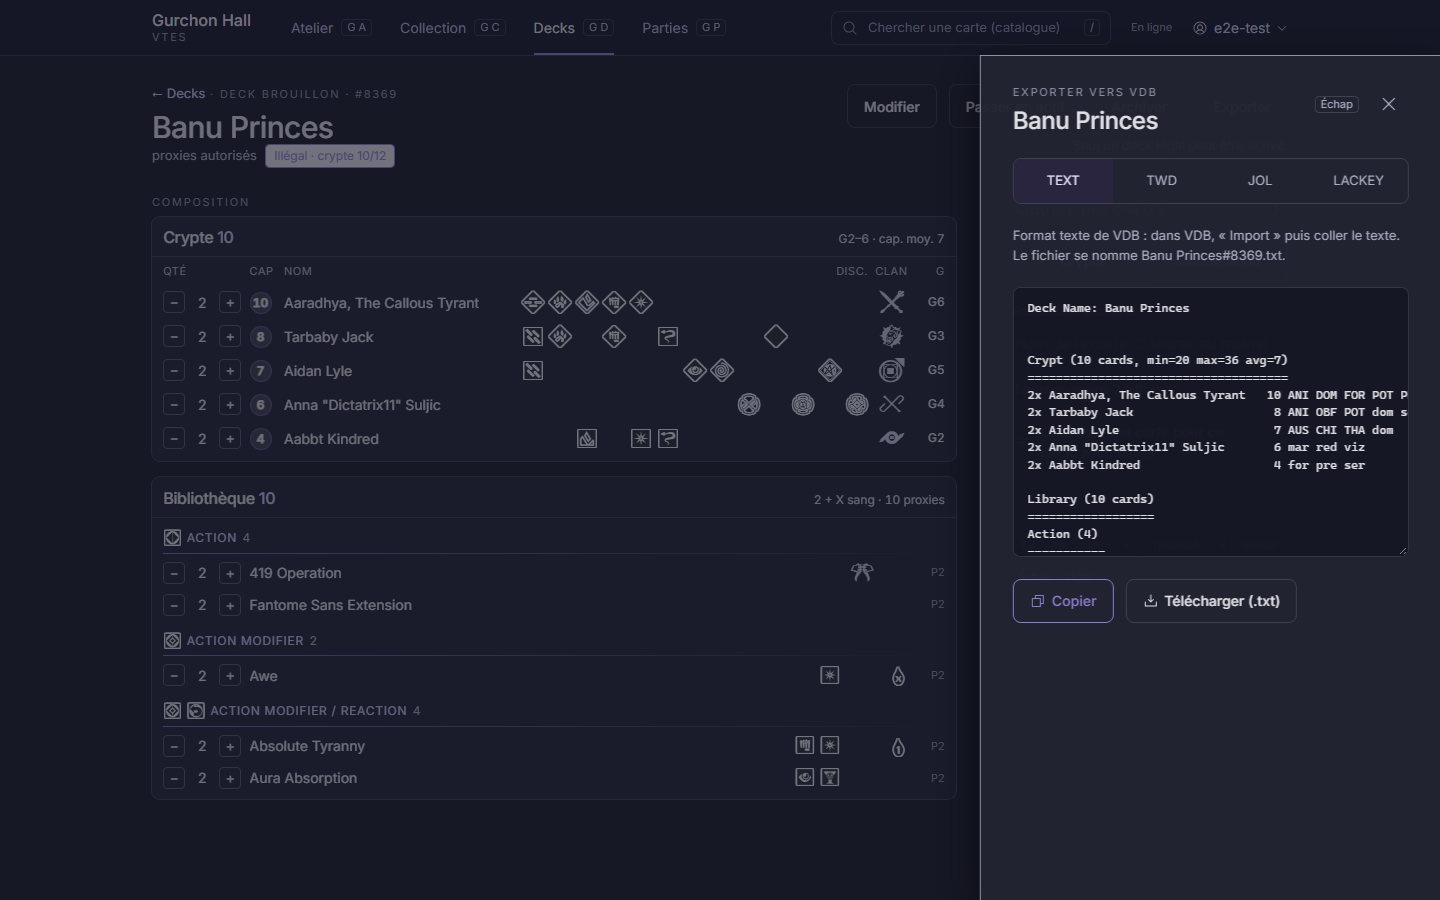 Gurchon Hall
VTES
Atelier G A Collection G C Decks G D Parties G P
Chercher une carte (catalogue) /
En ligne
e2e-test
← Decks · DECK BROUILLON · #8369
Banu Princes
proxies autorisés Illégal · crypte 10/12
Modifier
COMPOSITION
Crypte 10 G2–6 · cap. moy. 7
QTÉ CAP NOM DISC. CLAN G
− 2 + 10 Aaradhya, The Callous Tyrant G6
− 2 + 8 Tarbaby Jack G3
− 2 + 7 Aidan Lyle G5
− 2 + 6 Anna "Dictatrix11" Suljic G4
− 2 + 4 Aabbt Kindred G2
Bibliothèque 10 2 + X sang · 10 proxies
ACTION 4
− 2 + 419 Operation P2
− 2 + Fantome Sans Extension P2
ACTION MODIFIER 2
− 2 + Awe X P2
ACTION MODIFIER / REACTION 4
− 2 + Absolute Tyranny 1 P2
− 2 + Aura Absorption P2
EXPORTER VERS VDB
Banu Princes
Échap
TEXT TWD JOL LACKEY
Format texte de VDB : dans VDB, « Import » puis coller le texte.
Le fichier se nomme Banu Princes#8369.txt.
Deck Name: Banu Princes
Crypt (10 cards, min=20 max=36 avg=7)
=====================================
2x Aaradhya, The Callous Tyrant 10 ANI DOM FOR POT P
2x Tarbaby Jack 8 ANI OBF POT dom s
2x Aidan Lyle 7 AUS CHI THA dom
2x Anna "Dictatrix11" Suljic 6 mar red viz
2x Aabbt Kindred 4 for pre ser
Library (10 cards)
==================
Action (4)
===========
Copier Télécharger (.txt)